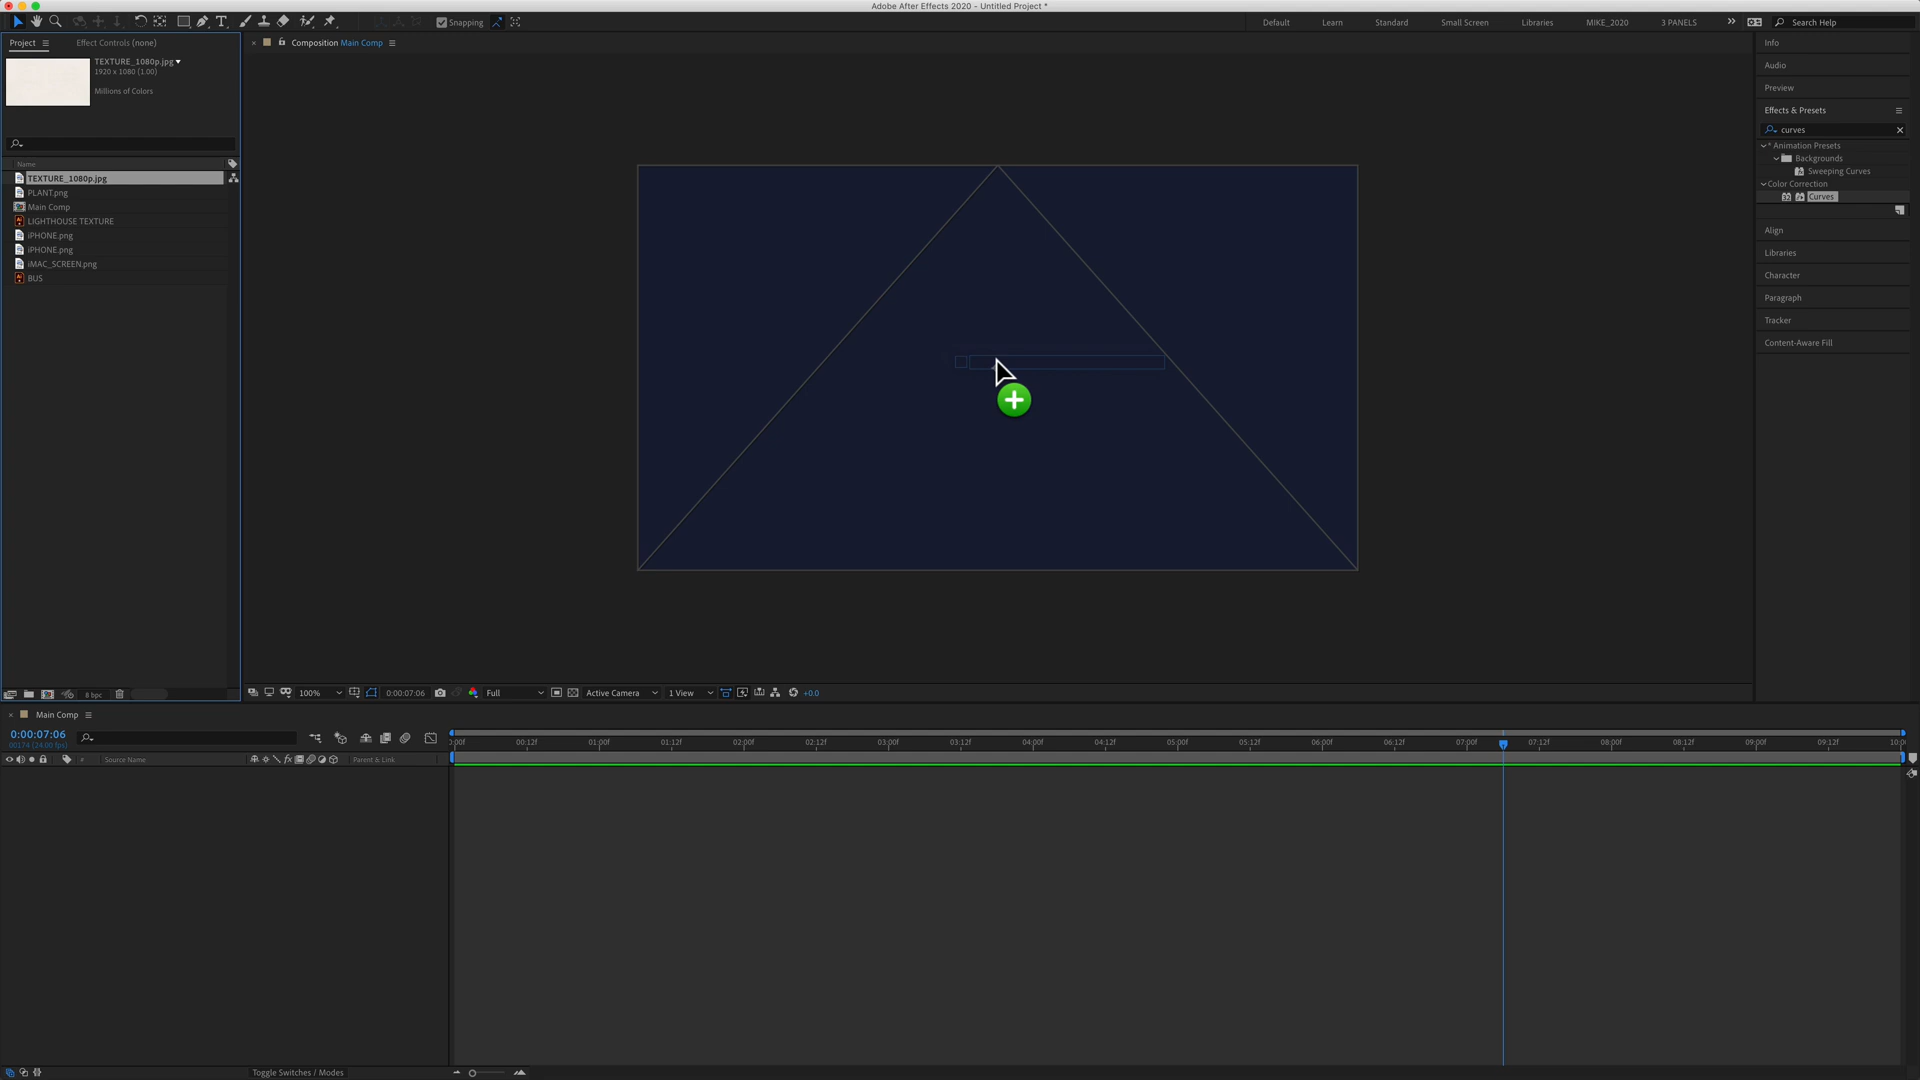 Adobe After Effects 2020 - Untitled Project *
Snapping
Default Learn Standard Small Screen Libraries MIKE_2020 3 PANELS Search Help
Project Effect Controls (none)
Composition Main Comp
TEXTURE_1080p.jpg
1920 x 1080 (1.00)
Millions of Colors
Name
TEXTURE_1080p.jpg
PLANT.png
Main Comp
LIGHTHOUSE TEXTURE
iPHONE.png
iPHONE.png
iMAC_SCREEN.png
BUS
Info
Audio
Preview
Effects & Presets
curves
* Animation Presets
Backgrounds
Sweeping Curves
Color Correction
32 Curves
Align
Libraries
Character
Paragraph
Tracker
Content-Aware Fill
8 bpc
100% 0:00:07:06 Full Active Camera 1 View +0.0
Main Comp
0:00:07:06
00174 (24.00 fps)
00:12f 01:00f 01:12f 02:00f 02:12f 03:00f 03:12f 04:00f 04:12f 05:00f 05:12f 06:00f 06:12f 07:00f 07:12f 08:00f 08:12f 09:00f 09:12f
# Source Name fx Parent & Link
Toggle Switches / Modes